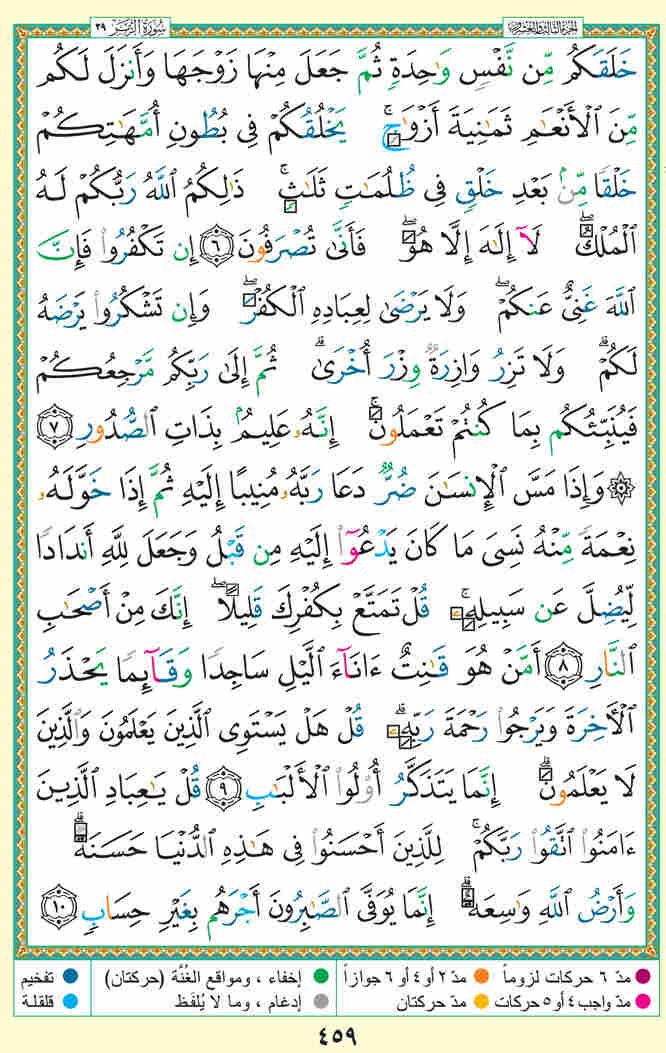 سُورَةُ الزُّمَر ٣٩
الجزء الثالث والعشرون
خَلَقَكُم مِّن نَّفْسٍ وَٰحِدَةٍ ثُمَّ جَعَلَ مِنْهَا زَوْجَهَا وَأَنزَلَ لَكُم
مِّنَ ٱلْأَنْعَٰمِ ثَمَٰنِيَةَ أَزْوَٰجٍ ۚ يَخْلُقُكُمْ فِى بُطُونِ أُمَّهَٰتِكُمْ
خَلْقًا مِّنۢ بَعْدِ خَلْقٍ فِى ظُلُمَٰتٍ ثَلَٰثٍ ۚ ذَٰلِكُمُ ٱللَّهُ رَبُّكُمْ لَهُ
ٱلْمُلْكُ ۖ لَآ إِلَٰهَ إِلَّا هُوَ ۖ فَأَنَّىٰ تُصْرَفُونَ ٦ إِن تَكْفُرُوا۟ فَإِنَّ
ٱللَّهَ غَنِىٌّ عَنكُمْ ۖ وَلَا يَرْضَىٰ لِعِبَادِهِ ٱلْكُفْرَ ۖ وَإِن تَشْكُرُوا۟ يَرْضَهُ
لَكُمْ ۗ وَلَا تَزِرُ وَازِرَةٌ وِزْرَ أُخْرَىٰ ۗ ثُمَّ إِلَىٰ رَبِّكُم مَّرْجِعُكُمْ
فَيُنَبِّئُكُم بِمَا كُنتُمْ تَعْمَلُونَ ۚ إِنَّهُۥ عَلِيمٌۢ بِذَاتِ ٱلصُّدُورِ ٧
۞ وَإِذَا مَسَّ ٱلْإِنسَٰنَ ضُرٌّ دَعَا رَبَّهُۥ مُنِيبًا إِلَيْهِ ثُمَّ إِذَا خَوَّلَهُۥ
نِعْمَةً مِّنْهُ نَسِىَ مَا كَانَ يَدْعُوٓا۟ إِلَيْهِ مِن قَبْلُ وَجَعَلَ لِلَّهِ أَندَادًا
لِّيُضِلَّ عَن سَبِيلِهِۦ ۚ قُلْ تَمَتَّعْ بِكُفْرِكَ قَلِيلًا ۖ إِنَّكَ مِنْ أَصْحَٰبِ
ٱلنَّارِ ٨ أَمَّنْ هُوَ قَٰنِتٌ ءَانَآءَ ٱلَّيْلِ سَاجِدًا وَقَآئِمًا يَحْذَرُ
ٱلْءَاخِرَةَ وَيَرْجُوا۟ رَحْمَةَ رَبِّهِۦ ۗ قُلْ هَلْ يَسْتَوِى ٱلَّذِينَ يَعْلَمُونَ وَٱلَّذِينَ
لَا يَعْلَمُونَ ۗ إِنَّمَا يَتَذَكَّرُ أُو۟لُوا۟ ٱلْأَلْبَٰبِ ٩ قُلْ يَٰعِبَادِ ٱلَّذِينَ
ءَامَنُوا۟ ٱتَّقُوا۟ رَبَّكُمْ ۚ لِلَّذِينَ أَحْسَنُوا۟ فِى هَٰذِهِ ٱلدُّنْيَا حَسَنَةٌ ۗ
وَأَرْضُ ٱللَّهِ وَٰسِعَةٌ ۗ إِنَّمَا يُوَفَّى ٱلصَّٰبِرُونَ أَجْرَهُم بِغَيْرِ حِسَابٍ ١٠
مدّ ٦ حركات لزوماً مدّ ٢ أو ٤ أو ٦ جوازاً إخفاء ، ومواقع الغُنَّة (حركتان) تفخيم
مدّ واجب ٤ أو ٥ حركات مدّ حركتان إدغام ، وما لا يُلفَظ قلقلة
٤٥٩